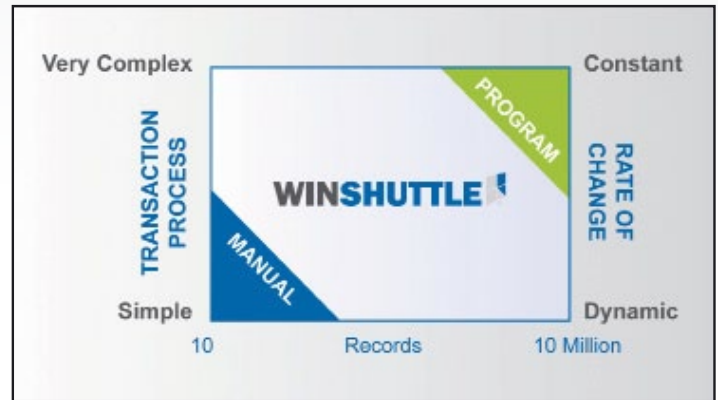 Very Complex
Constant
PROGRAM
TRANSACTION
PROCESS
RATE OF
CHANGE
WINSHUTTLE
MANUAL
Simple
Dynamic
10
Records
10 Million